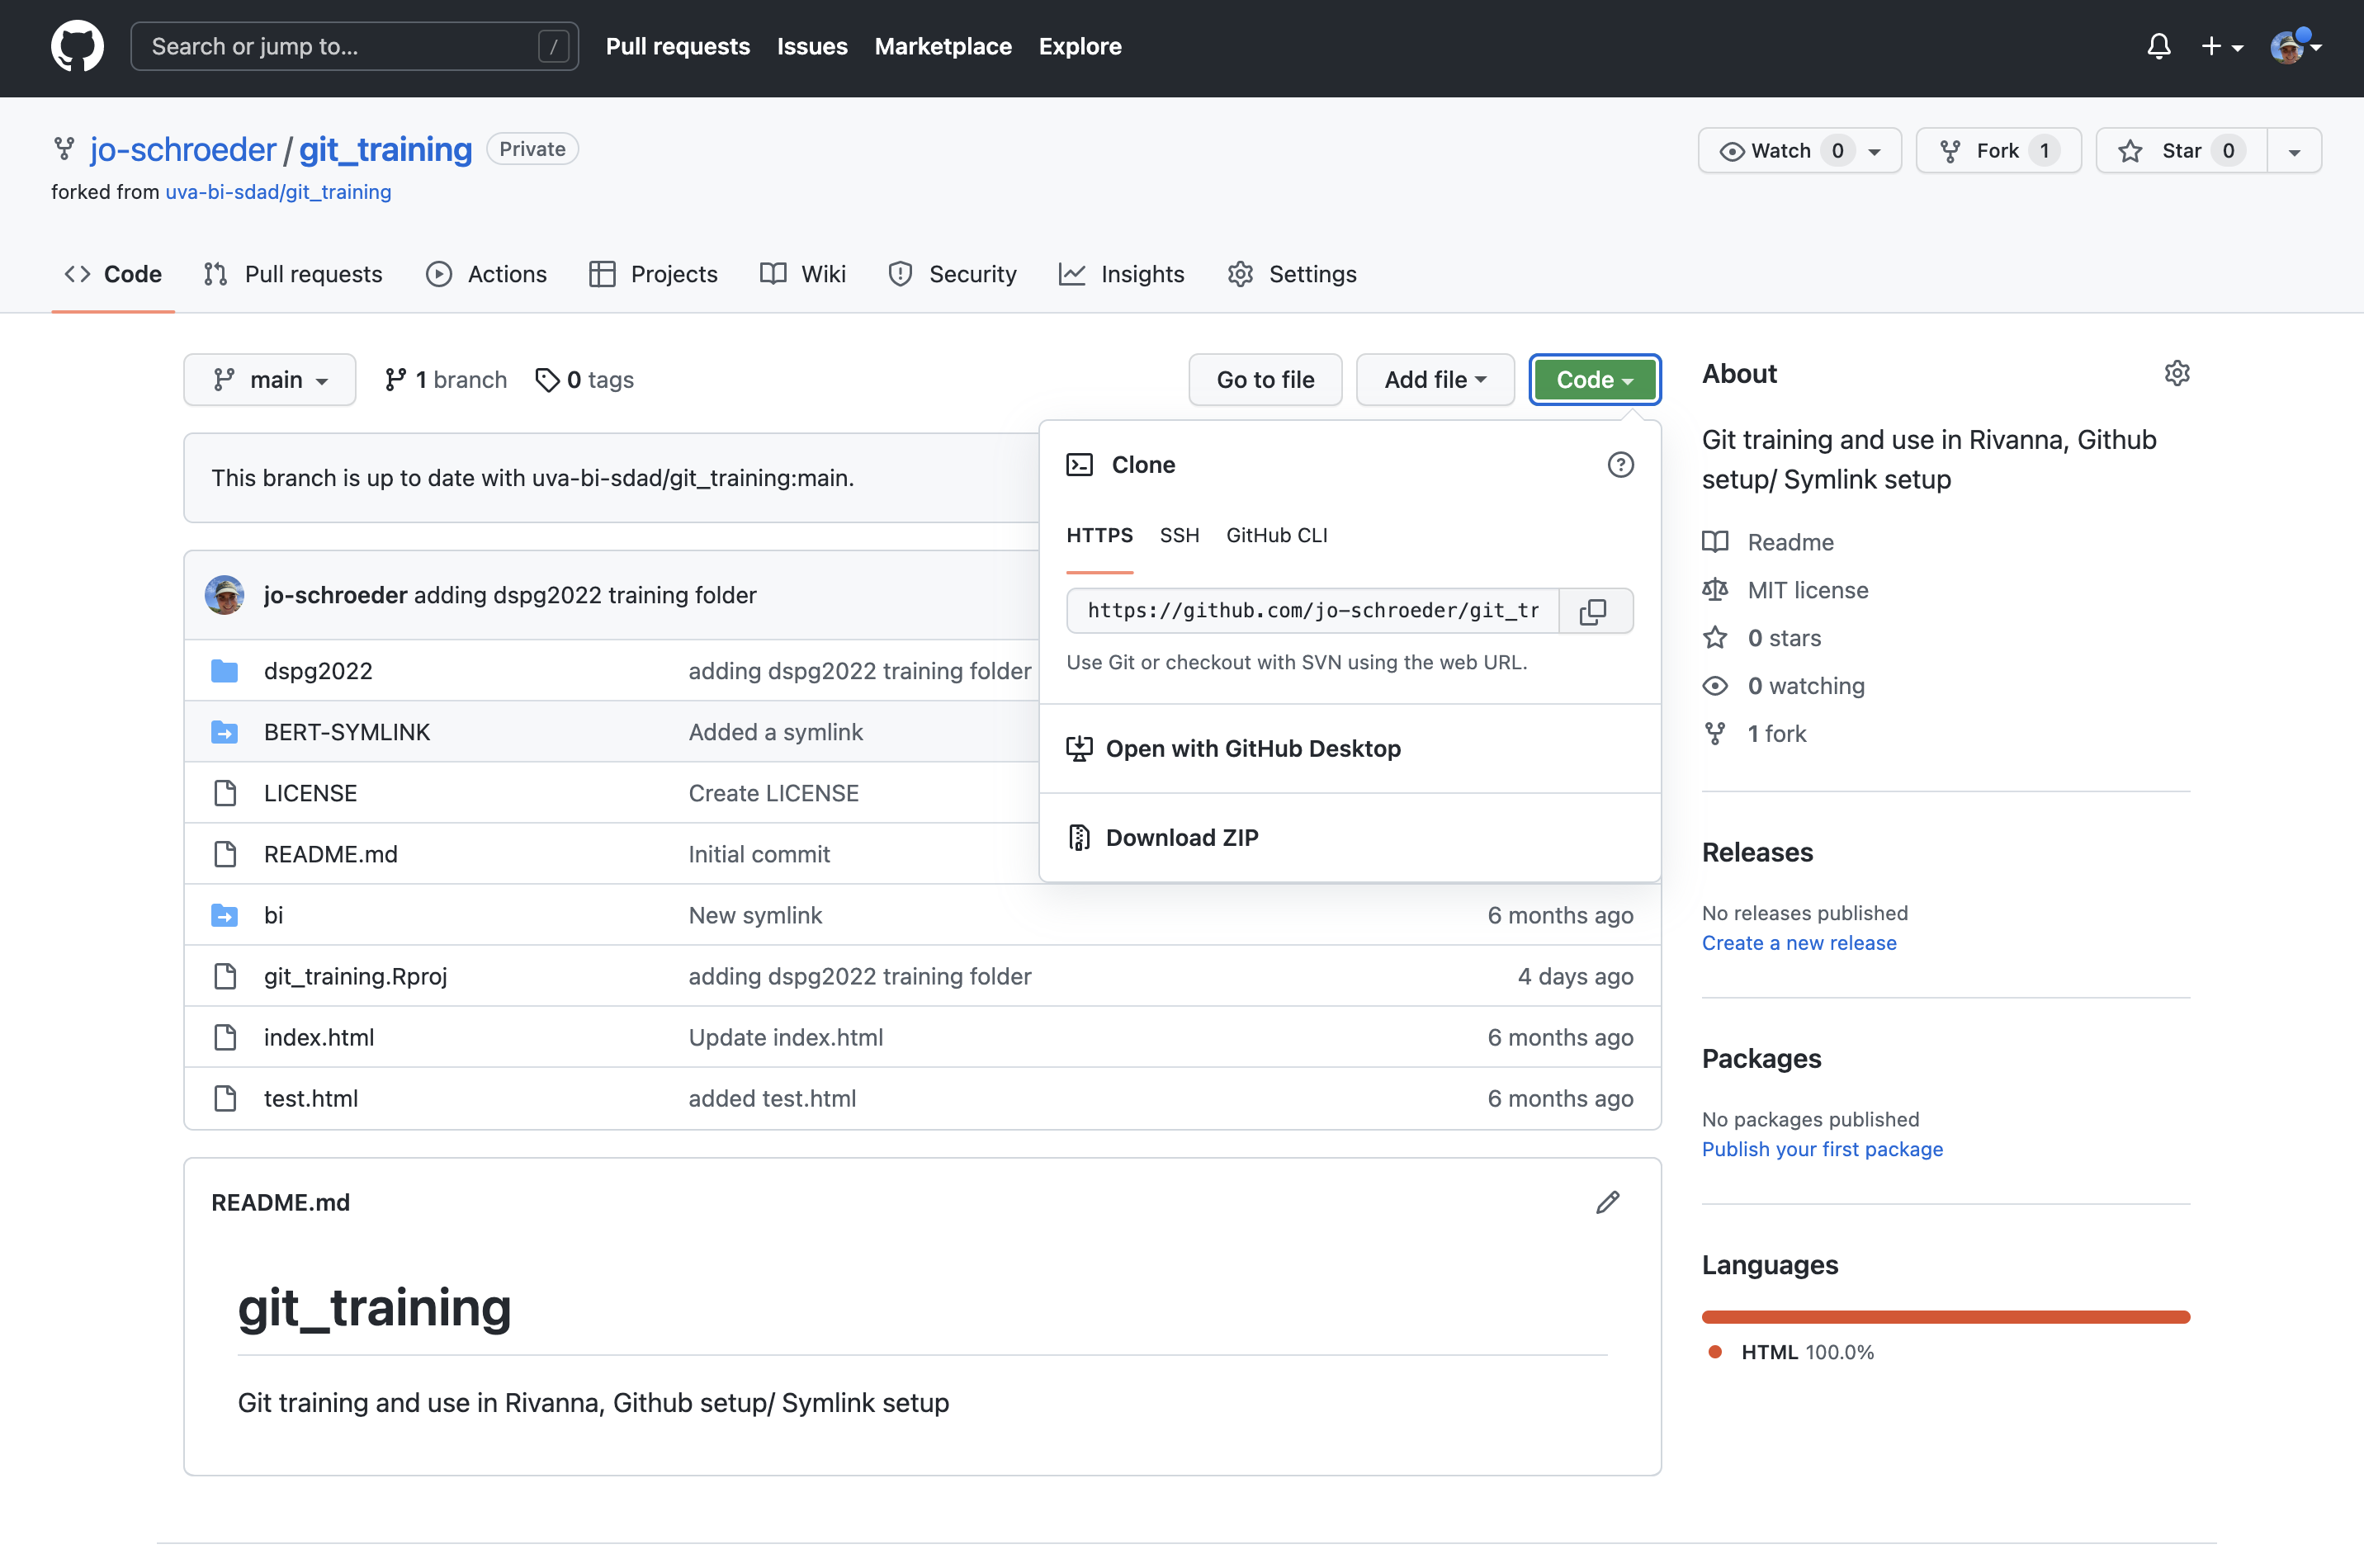 Search or jump to... /
Pull requests Issues Marketplace Explore
jo-schroeder / git_training Private
Watch 0 Fork 1 Star 0
forked from uva-bi-sdad/git_training
Code Pull requests Actions Projects Wiki Security Insights Settings
main 1 branch 0 tags Go to file Add file Code
This branch is up to date with uva-bi-sdad/git_training:main.
Clone
HTTPS SSH GitHub CLI
https://github.com/jo-schroeder/git_tr
Use Git or checkout with SVN using the web URL.
Open with GitHub Desktop
Download ZIP
jo-schroeder adding dspg2022 training folder
dspg2022 adding dspg2022 training folder
BERT-SYMLINK Added a symlink
LICENSE Create LICENSE
README.md Initial commit
bi New symlink 6 months ago
git_training.Rproj adding dspg2022 training folder 4 days ago
index.html Update index.html 6 months ago
test.html added test.html 6 months ago
README.md
git_training
Git training and use in Rivanna, Github setup/ Symlink setup
About
Git training and use in Rivanna, Github
setup/ Symlink setup
Readme
MIT license
0 stars
0 watching
1 fork
Releases
No releases published
Create a new release
Packages
No packages published
Publish your first package
Languages
HTML 100.0%